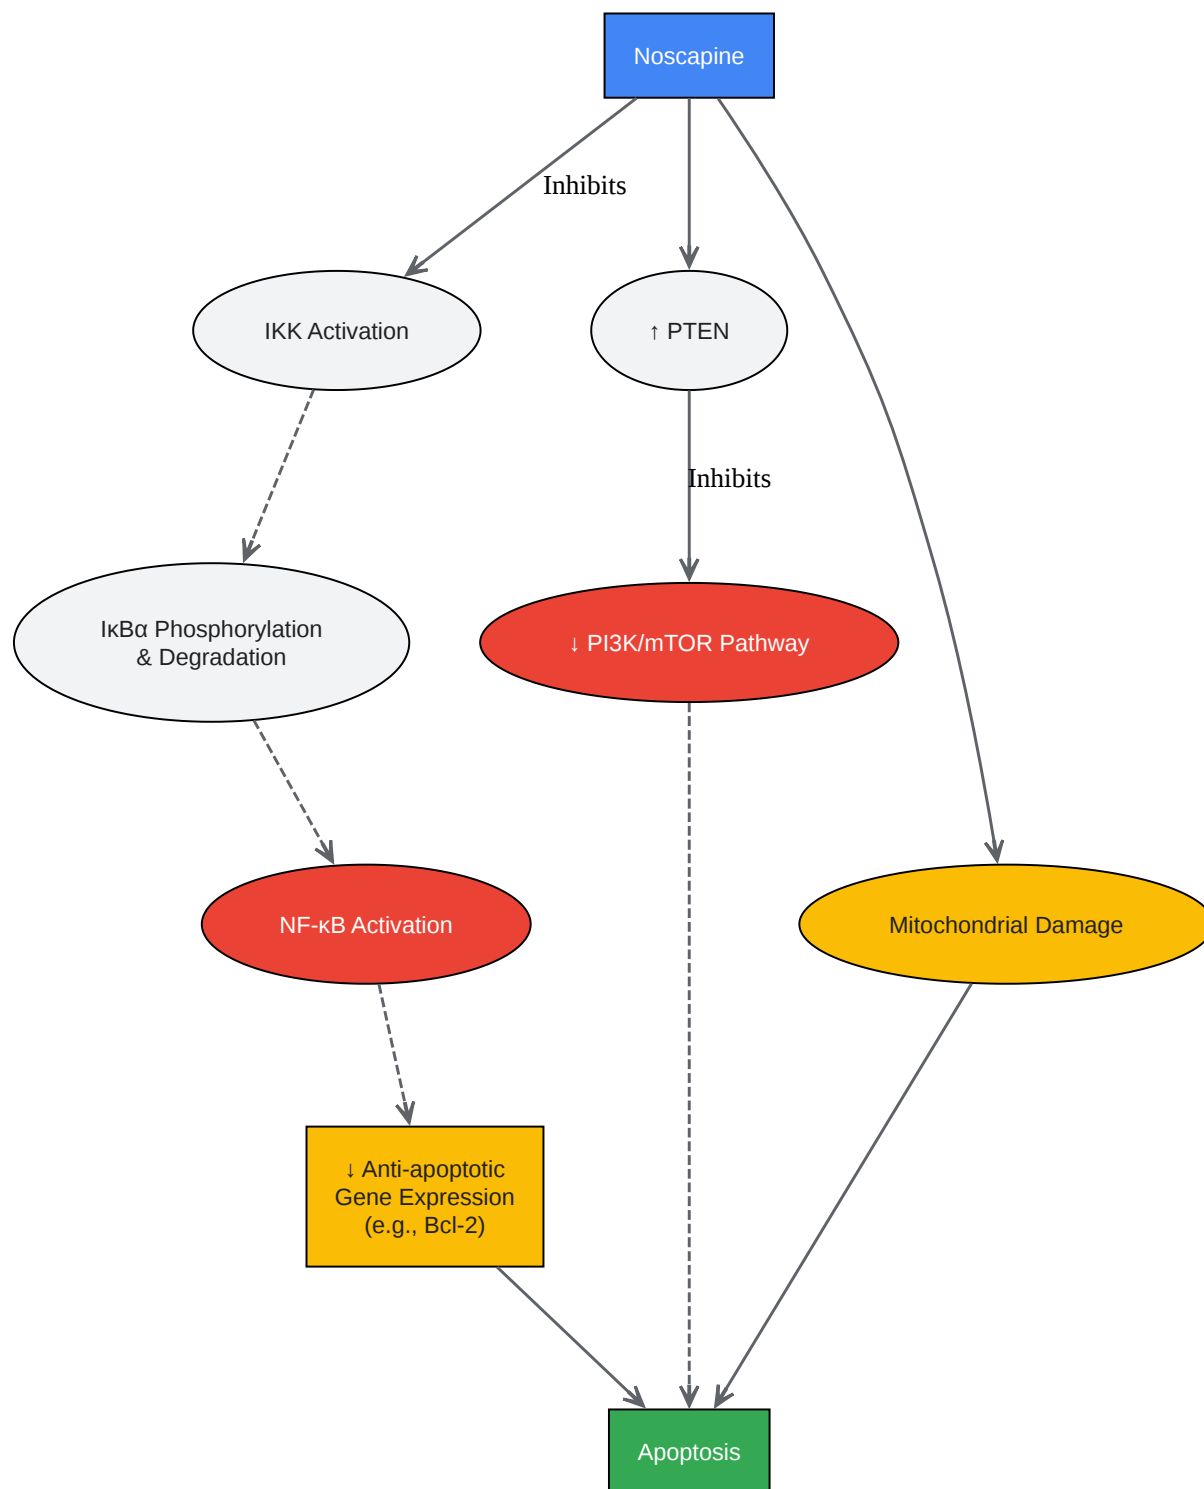 Noscapine
Inhibits
IKK Activation
↑ PTEN
Inhibits
IκBα Phosphorylation
& Degradation
↓ PI3K/mTOR Pathway
NF-κB Activation
Mitochondrial Damage
↓ Anti-apoptotic
Gene Expression
(e.g., Bcl-2)
Apoptosis